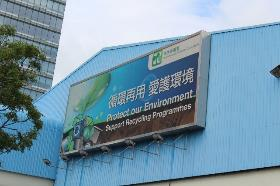 循環再用 愛護環境
Protect our Environment
Support Recycling Programmes